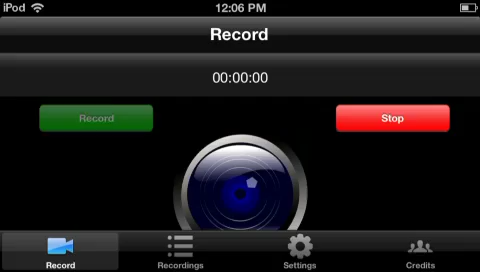 iPod 12:06 PM
Record
00:00:00
Record Stop
Record Recordings Settings Credits